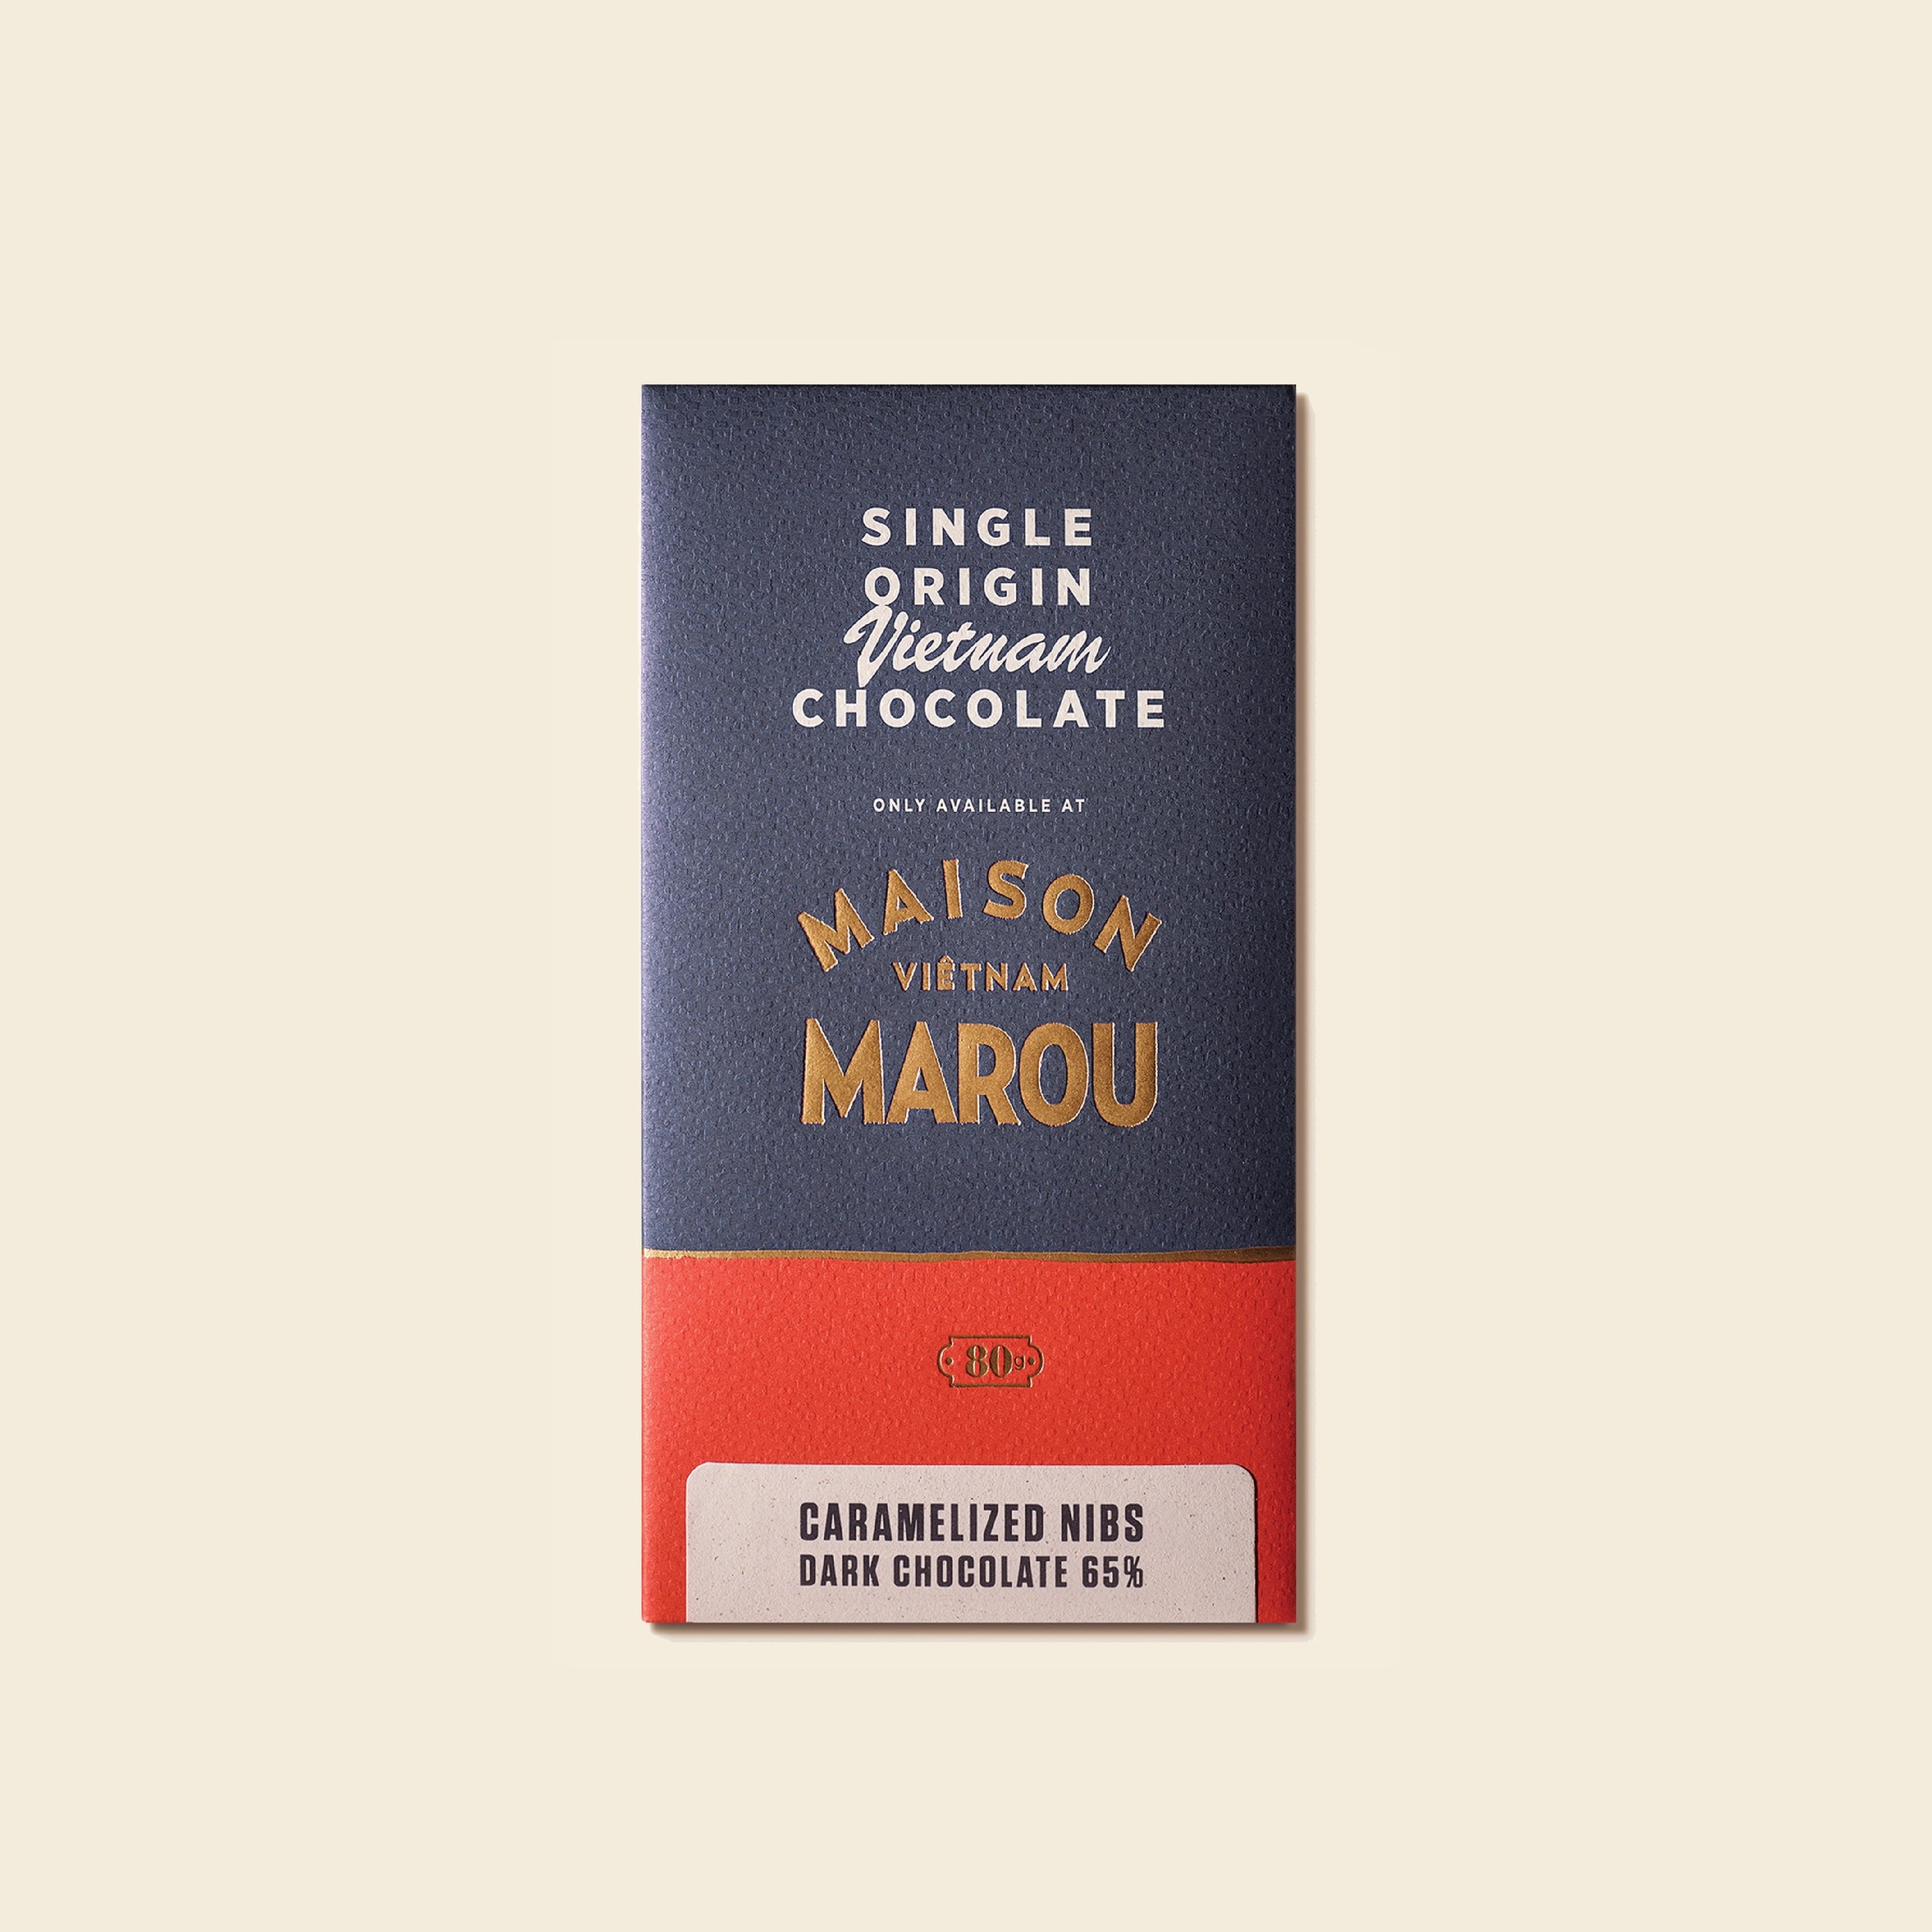 SINGLE
ORIGIN
Vietnam
CHOCOLATE
ONLY AVAILABLE AT
MAISON
VIÊTNAM
MAROU
80g
CARAMELIZED NIBS
DARK CHOCOLATE 65%